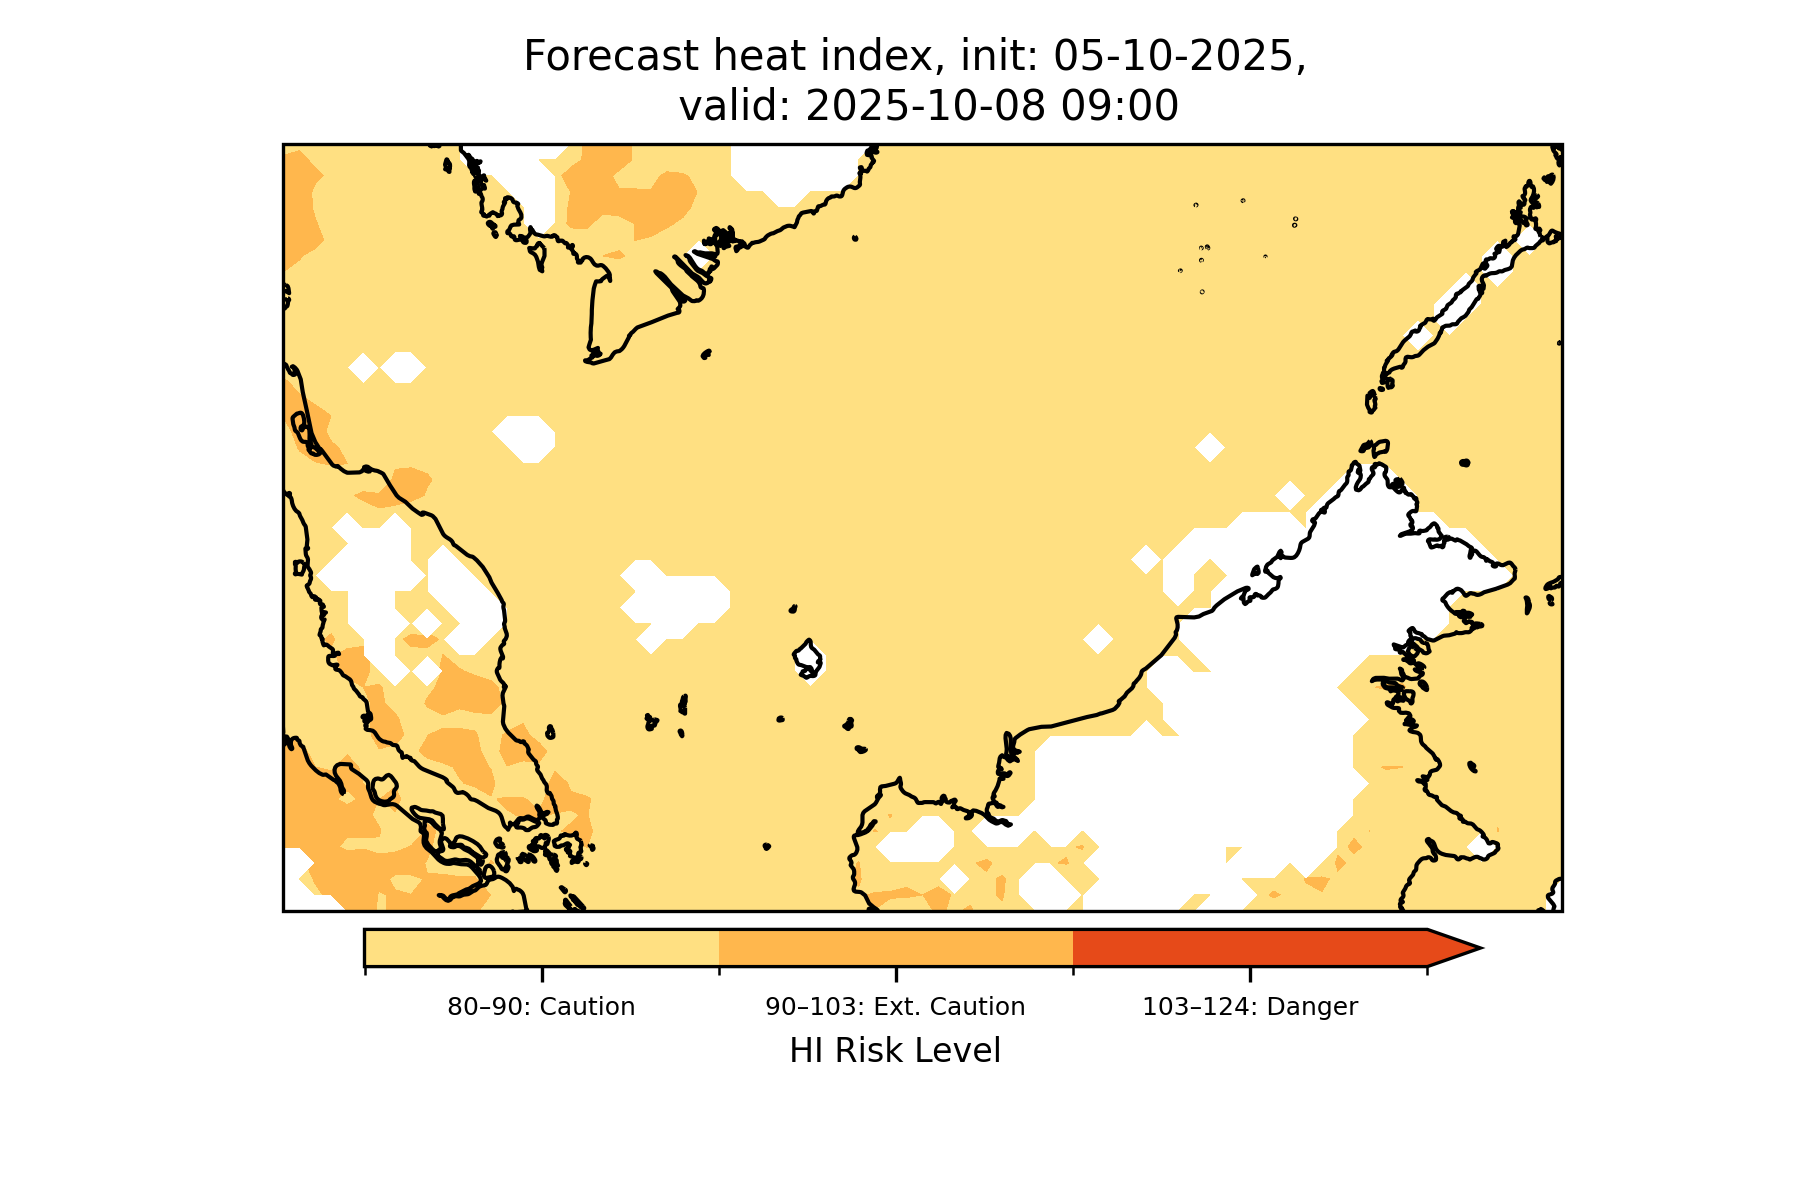 Forecast heat index, init: 05-10-2025,
valid: 2025-10-08 09:00
80–90: Caution
90–103: Ext. Caution
103–124: Danger
HI Risk Level